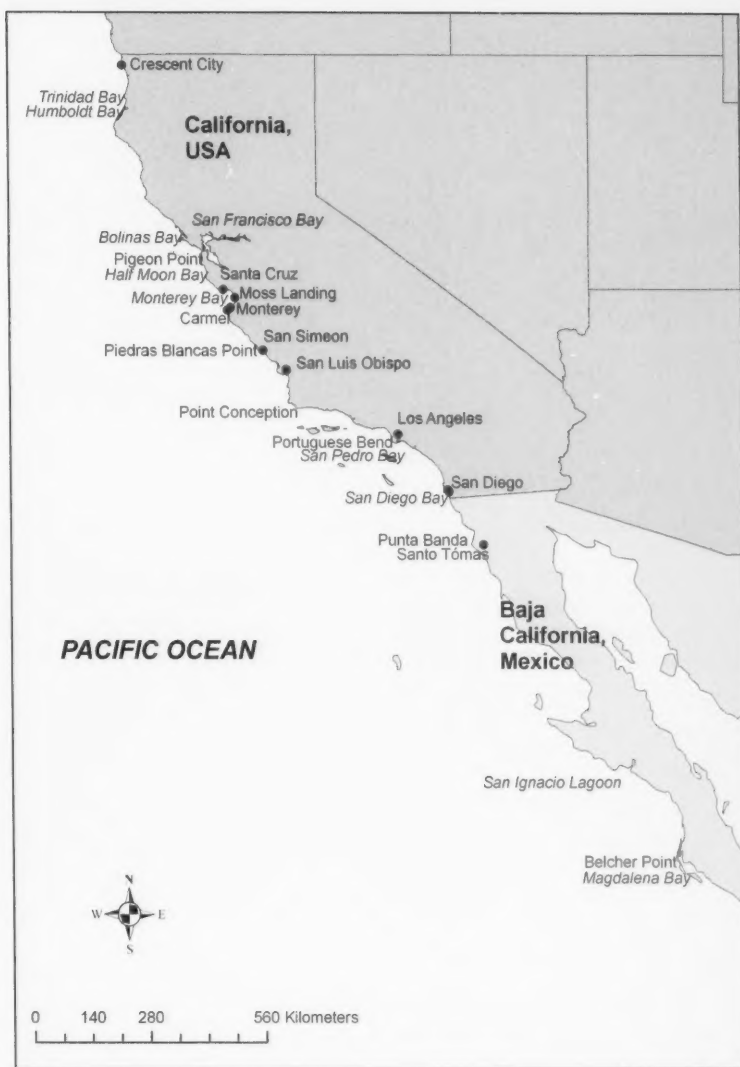 Crescent City
Trinidad Bay
Humboldt Bay
California,
USA
San Francisco Bay
Bolinas Bay
Pigeon Point
Half Moon Bay
Santa Cruz
Monterey Bay
Moss Landing
Monterey
Carmel
San Simeon
Piedras Blancas Point
San Luis Obispo
Point Conception
Los Angeles
Portuguese Bend
San Pedro Bay
San Diego
San Diego Bay
Punta Banda
Santo Tómas
Baja
California,
Mexico
PACIFIC OCEAN
San Ignacio Lagoon
Belcher Point
Magdalena Bay
N
W E
S
0 140 280 560 Kilometers